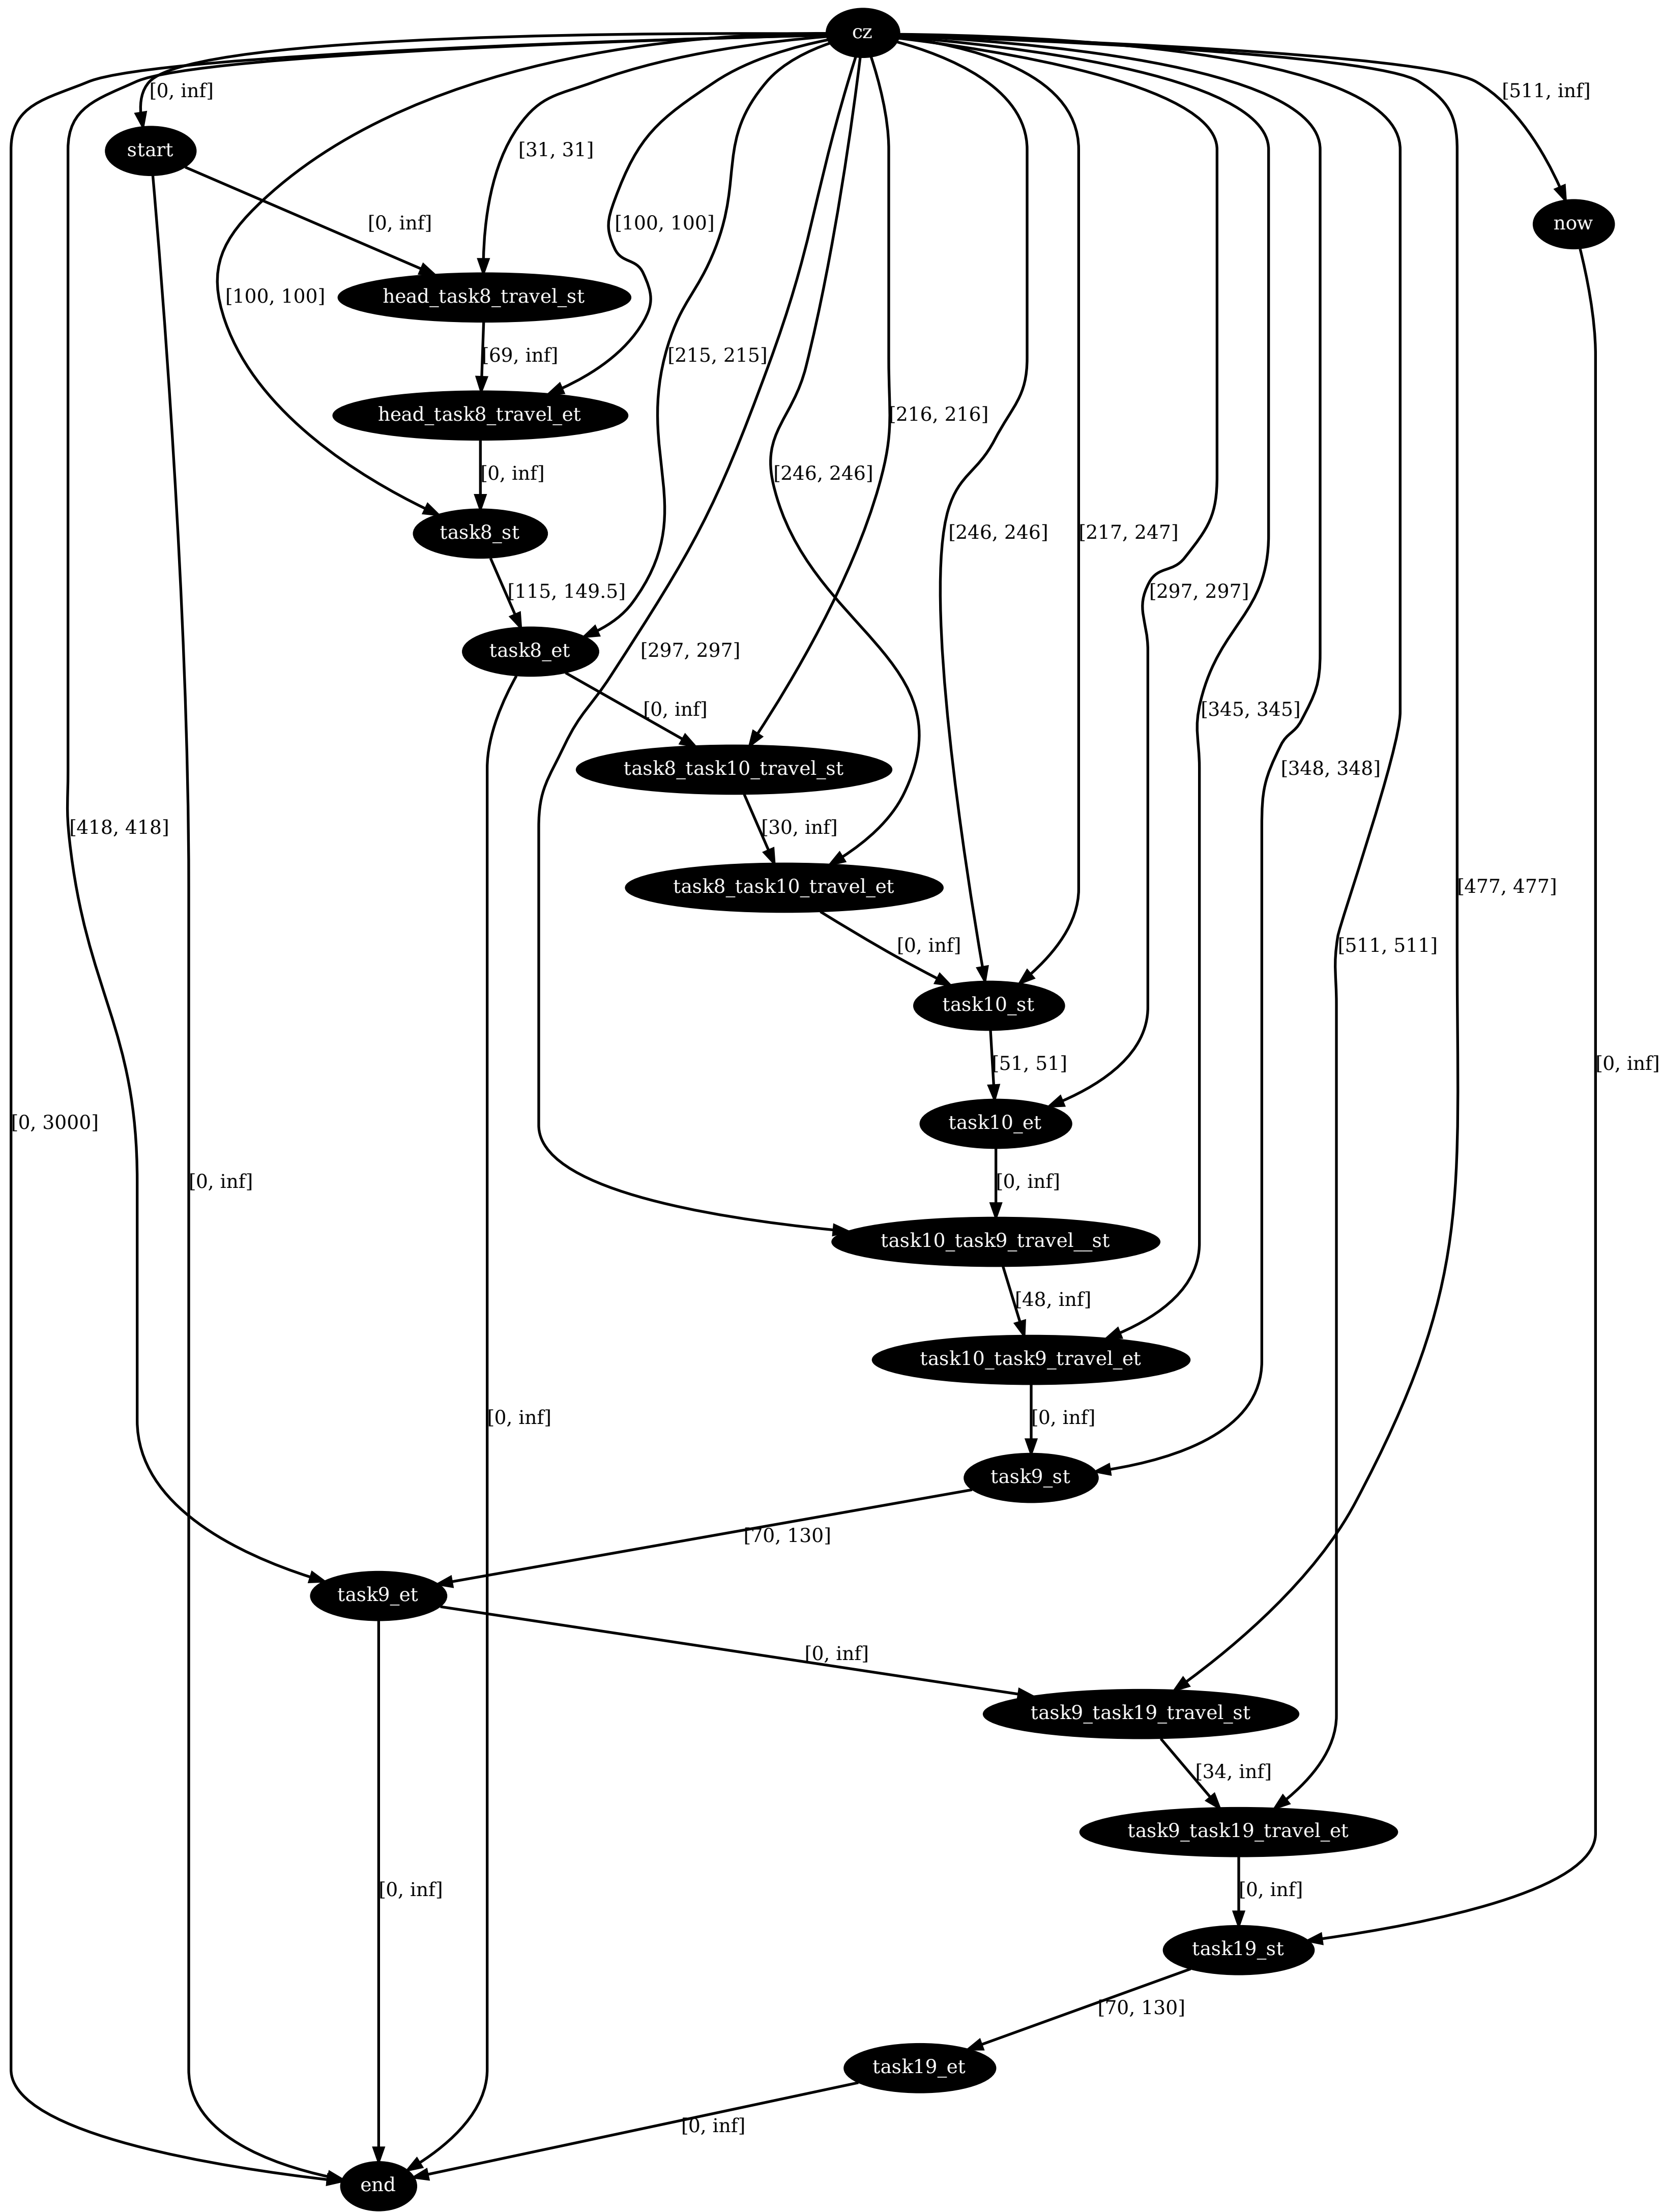 cz
[0, inf]
[511, inf]
start
[31, 31]
now
[0, inf]
[100, 100]
head_task8_travel_st
[100, 100]
[69, inf]
[215, 215]
head_task8_travel_et
[216, 216]
[0, inf]
[246, 246]
task8_st
[246, 246]
[217, 247]
[115, 149.5]
[297, 297]
task8_et
[297, 297]
[0, inf]
[345, 345]
task8_task10_travel_st
[348, 348]
[418, 418]
[30, inf]
task8_task10_travel_et
[477, 477]
[0, inf]
[511, 511]
task10_st
[51, 51]
[0, inf]
[0, 3000]
task10_et
[0, inf]
[0, inf]
task10_task9_travel__st
[48, inf]
task10_task9_travel_et
[0, inf]
[0, inf]
task9_st
[70, 130]
task9_et
[0, inf]
task9_task19_travel_st
[34, inf]
task9_task19_travel_et
[0, inf]
[0, inf]
task19_st
[70, 130]
task19_et
[0, inf]
end